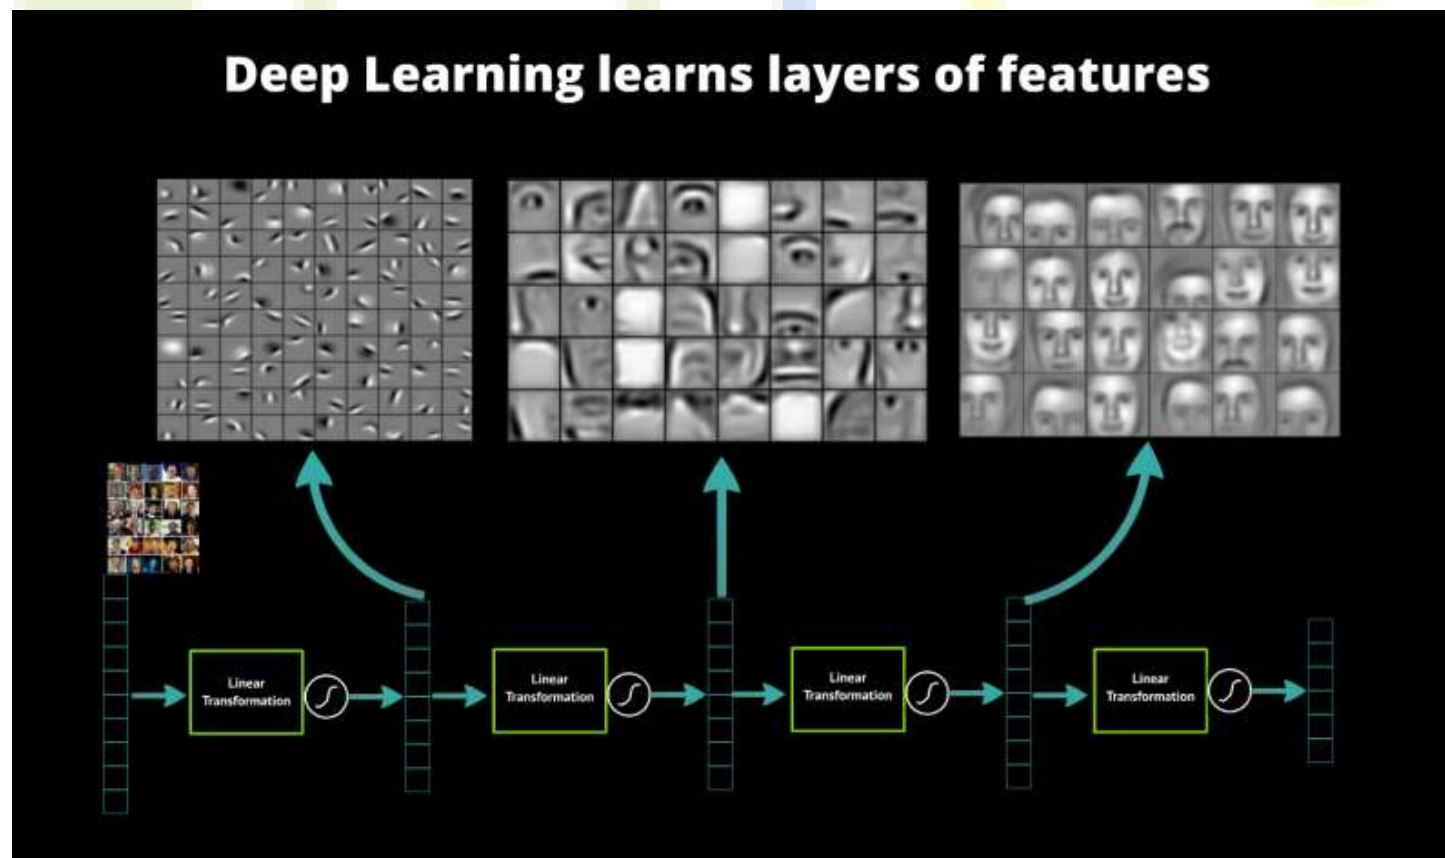 Deep Learning learns layers of features
Linear
Transformation
Linear
Transformation
Linear
Transformation
Linear
Transformation